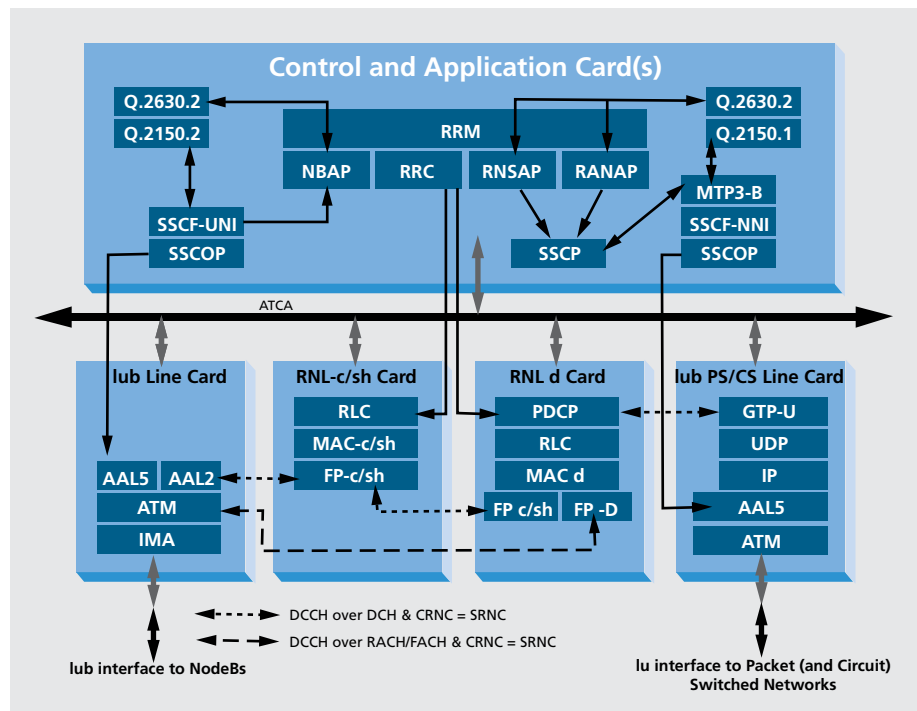 Control and Application Card(s)
Q.2630.2
Q.2150.2
RRM
NBAP
RRC
RNSAP
RANAP
Q.2630.2
Q.2150.1
MTP3-B
SSCF-NNI
SSCOP
SSCF-UNI
SSCOP
SSCP
ATCA
lub Line Card
AAL5
AAL2
ATM
IMA
RNL-c/sh Card
RLC
MAC-c/sh
FP-c/sh
RNL d Card
PDCP
RLC
MAC d
FP c/sh
FP -D
lub PS/CS Line Card
GTP-U
UDP
IP
AAL5
ATM
DCCH over DCH & CRNC = SRNC
DCCH over RACH/FACH & CRNC = SRNC
lub interface to NodeBs
lu interface to Packet (and Circuit)
Switched Networks